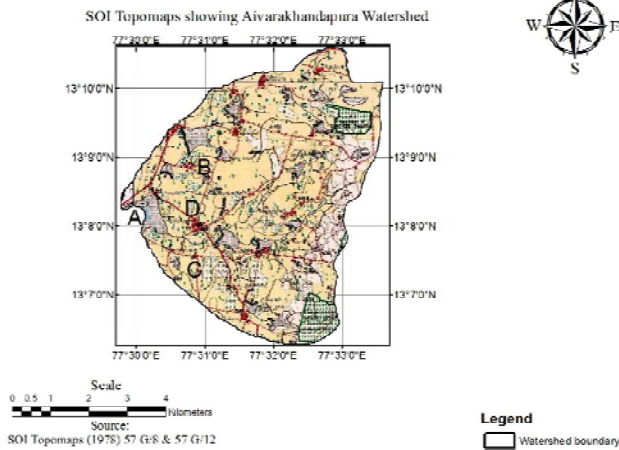 SOI Topomaps showing Aivarakhandapura Watershed
W E
S
77°30'0"E 77°31'0"E 77°32'0"E 77°33'0"E
13°10'0"N 13°10'0"N
13°9'0"N 13°9'0"N
B
D
A
13°8'0"N 13°8'0"N
C
13°7'0"N 13°7'0"N
77°30'0"E 77°31'0"E 77°32'0"E 77°33'0"E
Scale
0 0.5 1 2 3 4
Kilometers
Source:
SOI Topomaps (1978) 57 G/8 & 57 G/12
Legend
Watershed boundary